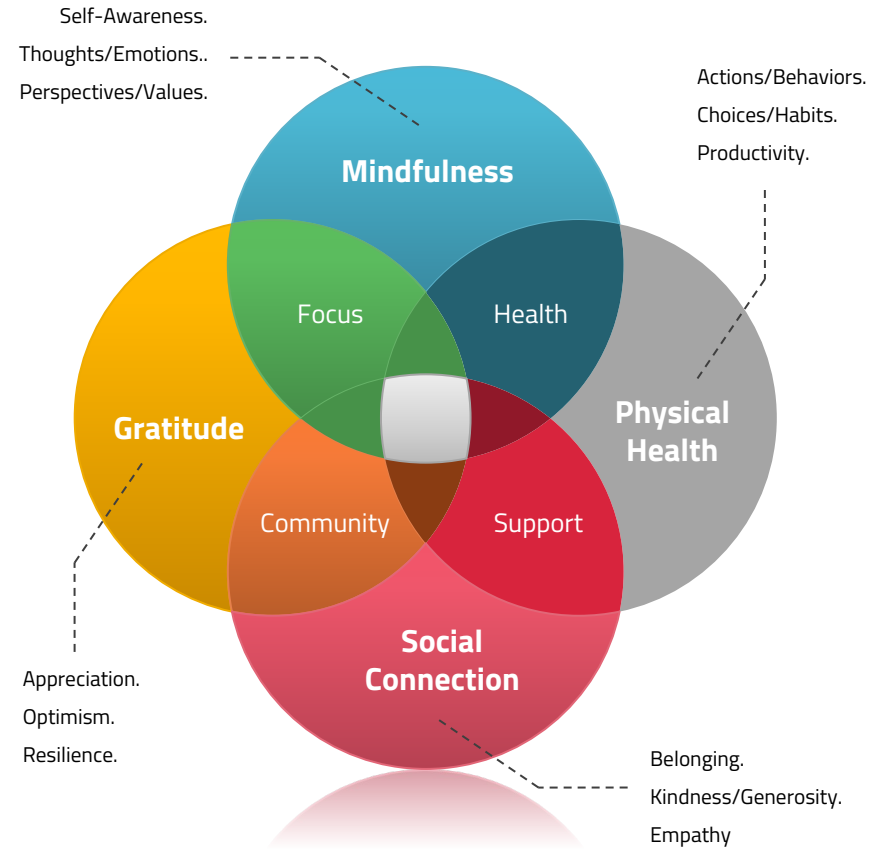 Self-Awareness.
Thoughts/Emotions..
Perspectives/Values.
Actions/Behaviors.
Choices/Habits.
Productivity.
Mindfulness
Focus
Health
Gratitude
Physical
Health
Community
Support
Social
Connection
Appreciation.
Optimism.
Resilience.
Belonging.
Kindness/Generosity.
Empathy